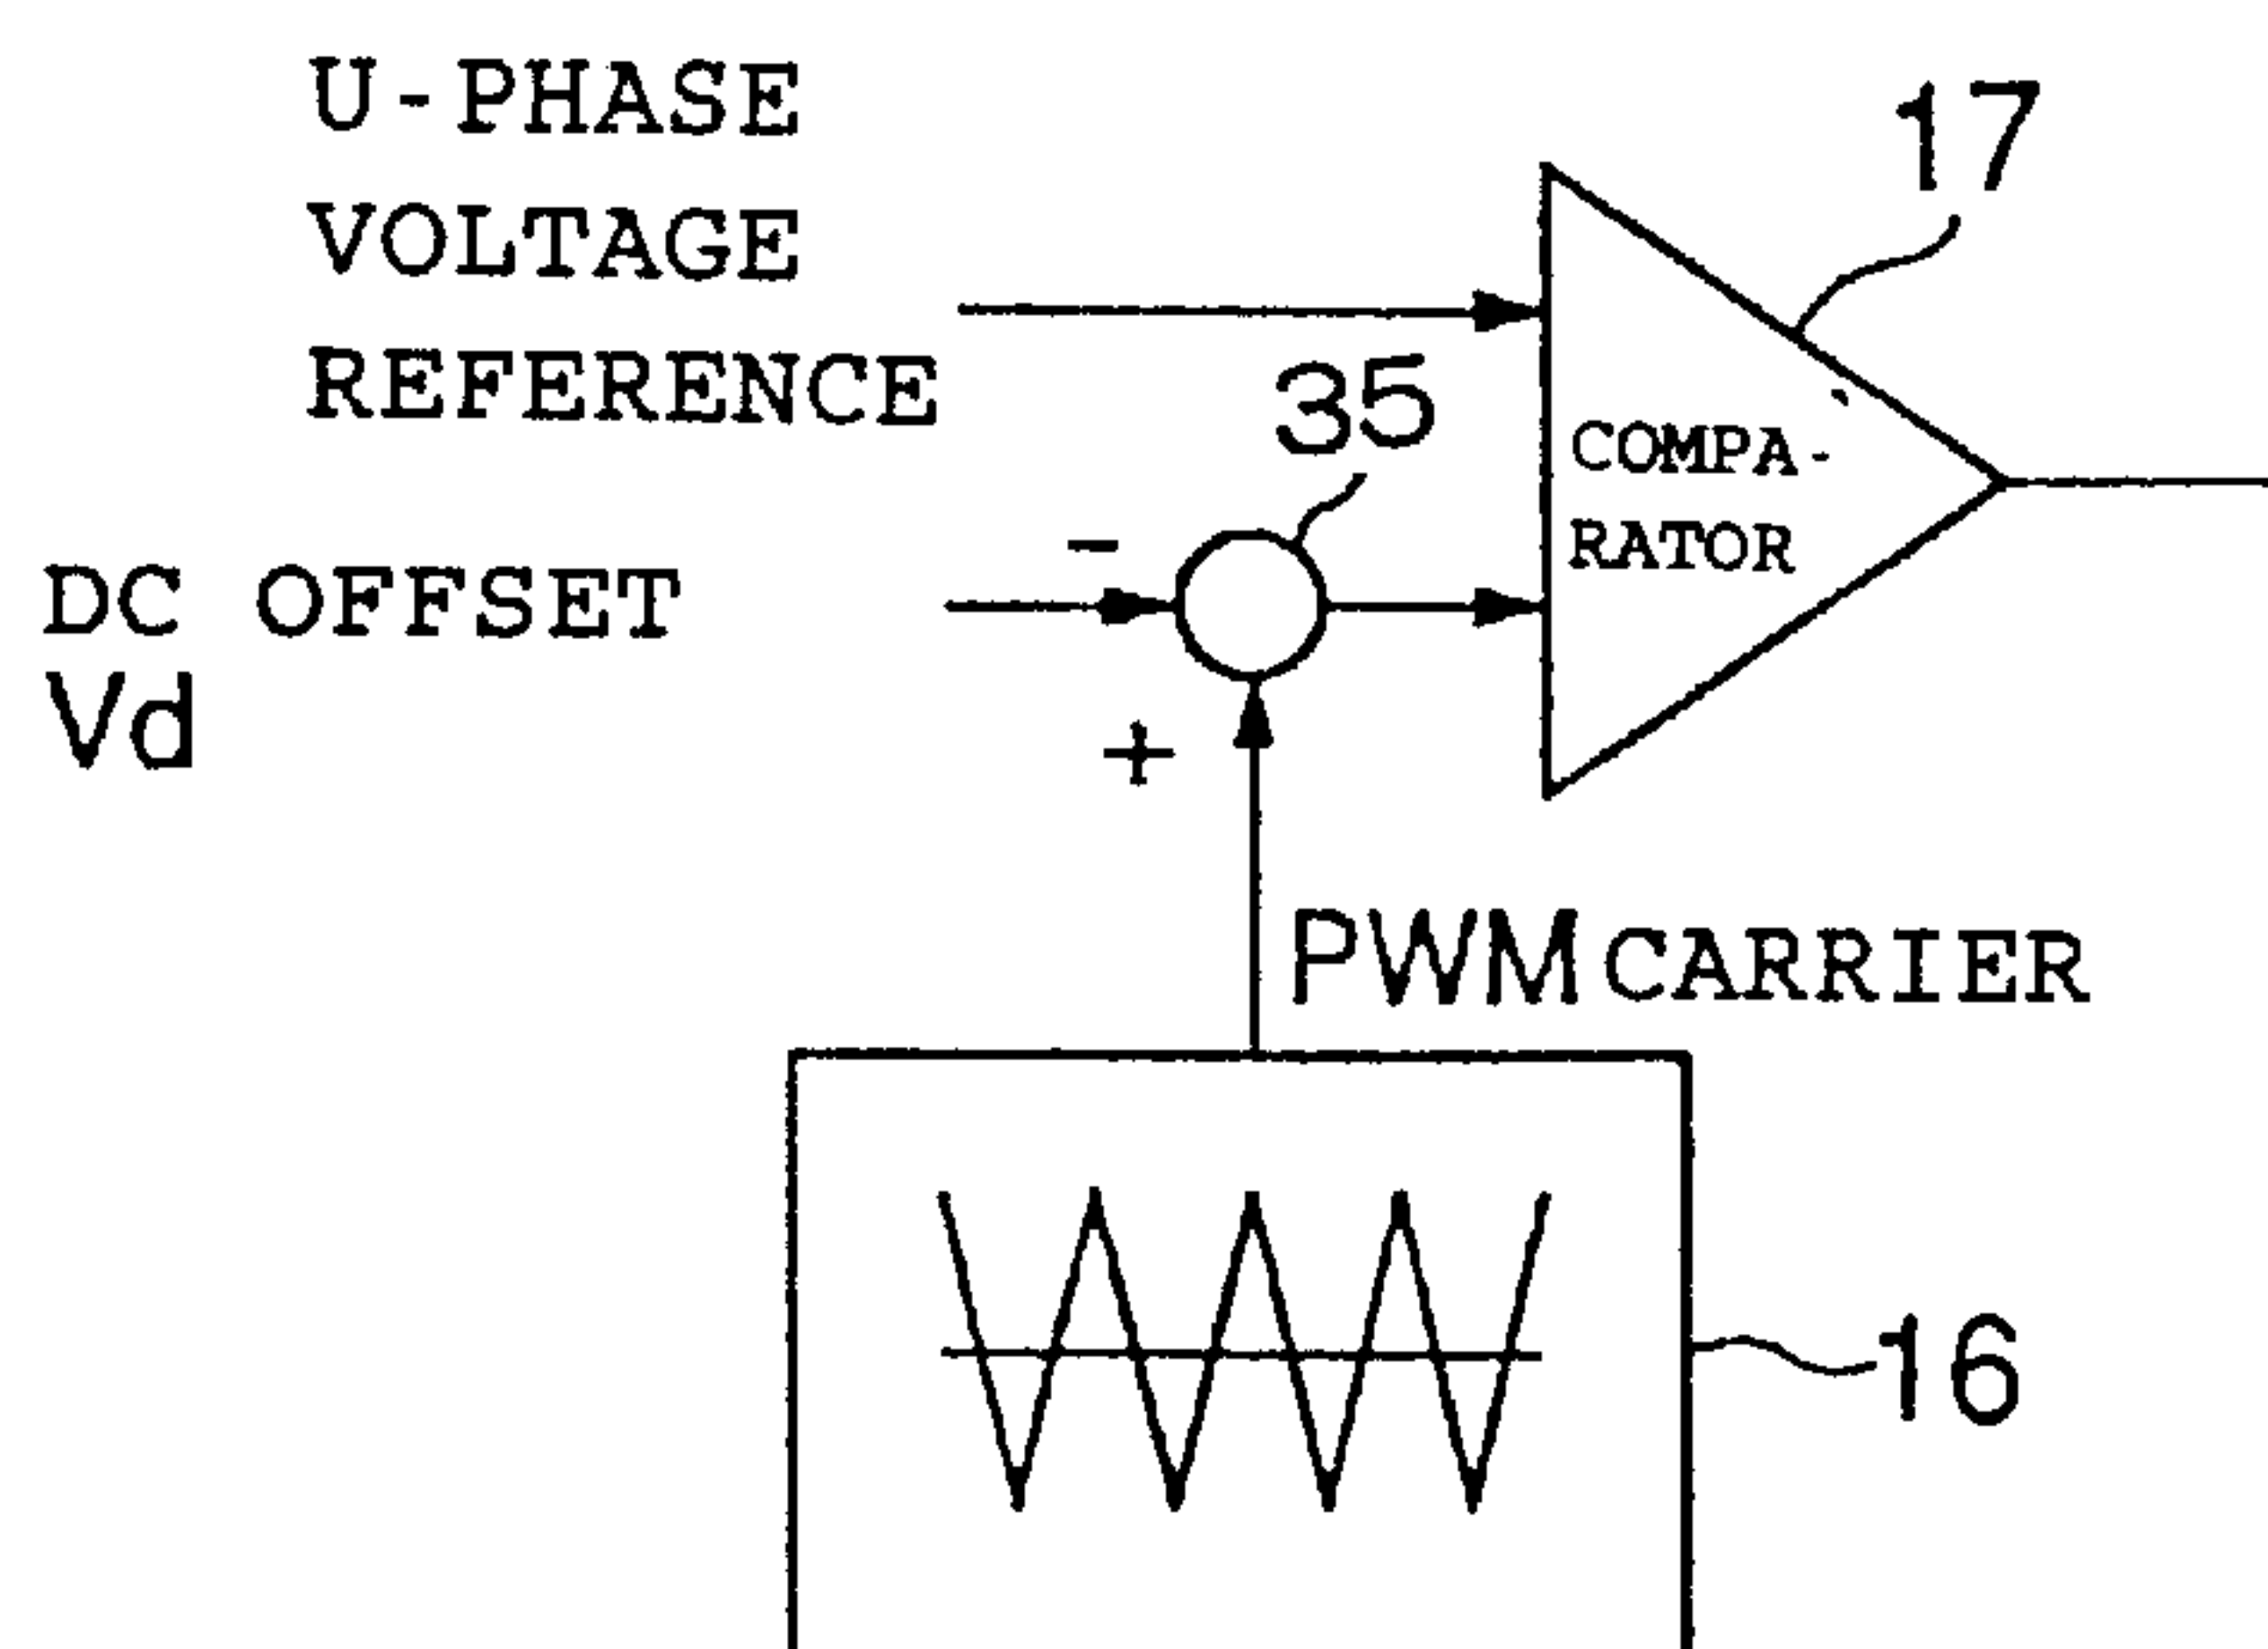 U-PHASE
VOLTAGE
REFERENCE
17
35
COMPA-
RATOR
-
DC OFFSET
Vd
+
PWM CARRIER
16